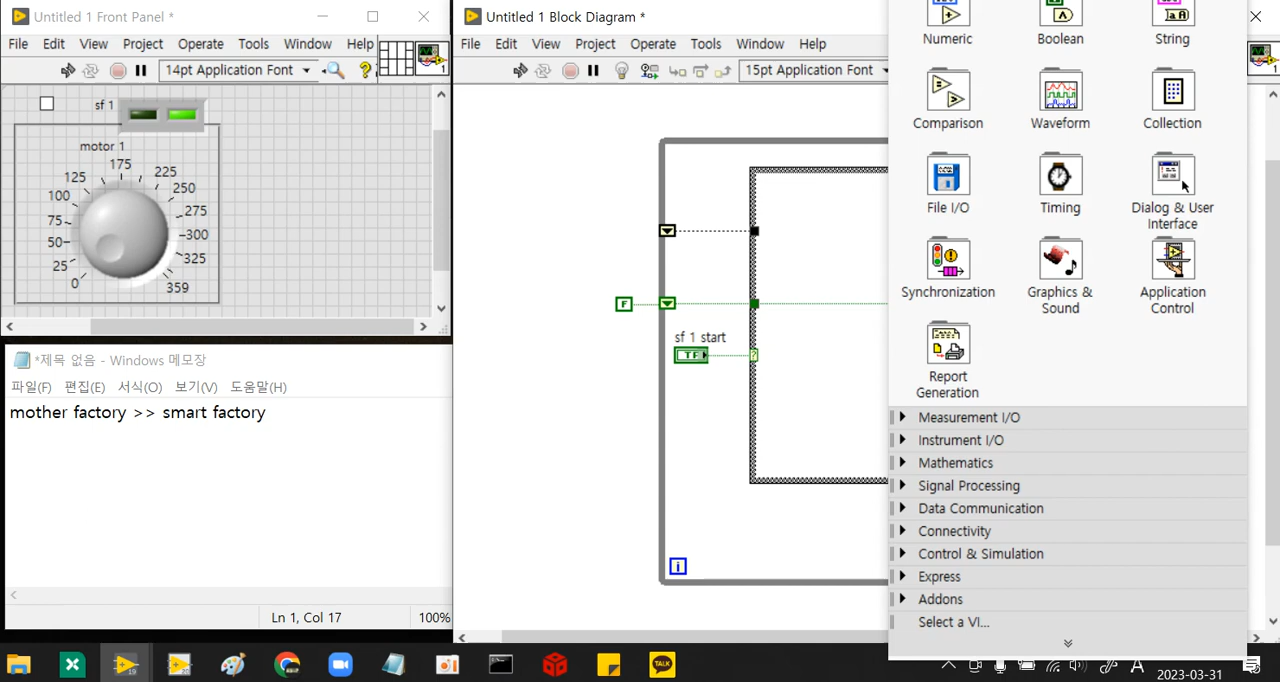 Untitled 1 Front Panel *
File Edit View Project Operate Tools Window Help
14pt Application Font
sf 1
motor 1
0
25
50
75
100
125
175
225
250
275
300
325
359
*제목 없음 - Windows 메모장
파일(F) 편집(E) 서식(O) 보기(V) 도움말(H)
mother factory >> smart factory
Ln 1, Col 17 100%
Untitled 1 Block Diagram *
File Edit View Project Operate Tools Window Help
15pt Application Font
F
sf 1 start
TF
?
i
Numeric Boolean String
Comparison Waveform Collection
File I/O Timing Dialog & User Interface
Synchronization Graphics & Sound Application Control
Report Generation
Measurement I/O
Instrument I/O
Mathematics
Signal Processing
Data Communication
Connectivity
Control & Simulation
Express
Addons
Select a VI...
TALK
A
2023-03-31